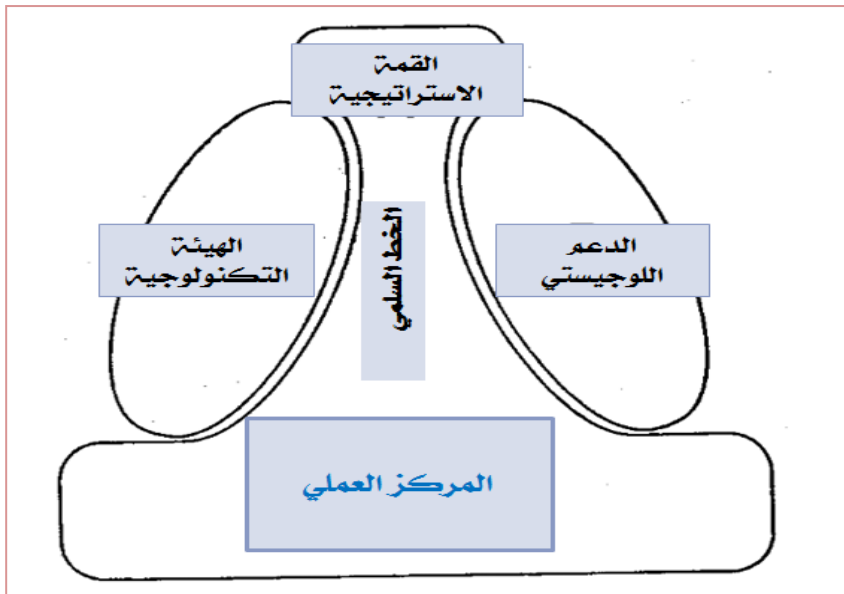 القمة
الاستراتيجية
الدعم
اللوجيستي
الخط السلمي
الهيئة
التكنولوجية
المركز العملي